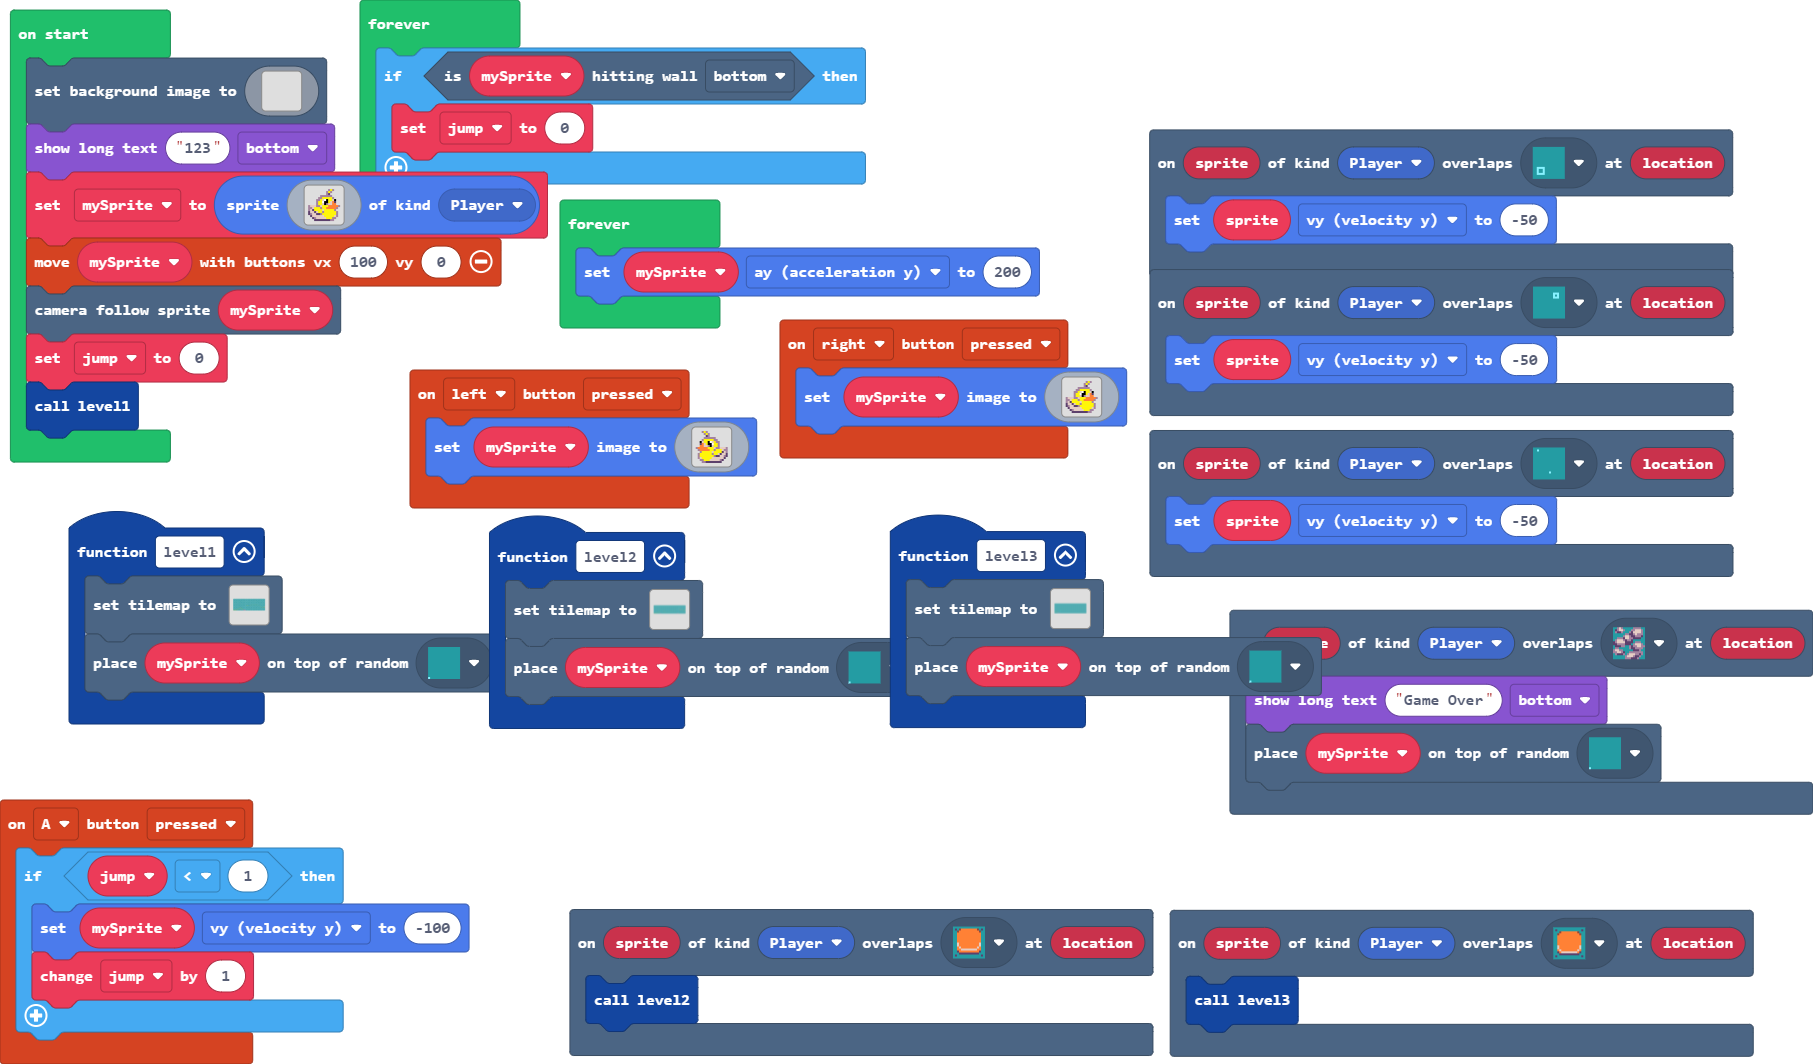 on start
set background image to
show long text "123" bottom
set mySprite to sprite of kind Player
move mySprite with buttons vx 100 vy 0
camera follow sprite mySprite
set jump to 0
call level1
forever
if is mySprite hitting wall bottom then
set jump to 0
forever
set mySprite ay (acceleration y) to 200
on right button pressed
set mySprite image to
on left button pressed
set mySprite image to
on sprite of kind Player overlaps at location
set sprite vy (velocity y) to -50
on sprite of kind Player overlaps at location
set sprite vy (velocity y) to -50
on sprite of kind Player overlaps at location
set sprite vy (velocity y) to -50
function level1
set tilemap to
place mySprite on top of random
function level2
set tilemap to
place mySprite on top of random
function level3
set tilemap to
place mySprite on top of random
of kind Player overlaps at location
show long text "Game Over" bottom
place mySprite on top of random
on A button pressed
if jump < 1 then
set mySprite vy (velocity y) to -100
change jump by 1
on sprite of kind Player overlaps at location
call level2
on sprite of kind Player overlaps at location
call level3